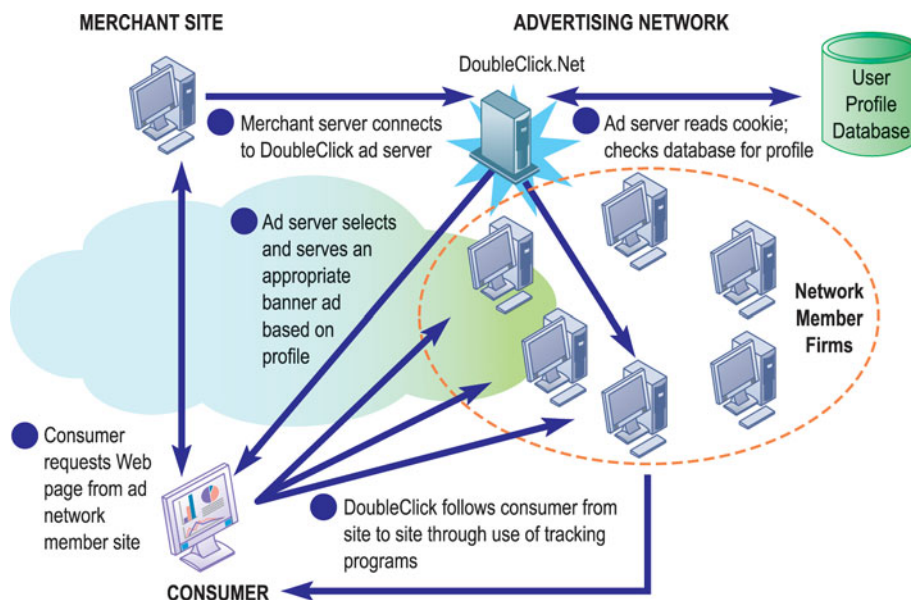 MERCHANT SITE
ADVERTISING NETWORK
DoubleClick.Net
User
Profile
Database
Merchant server connects
to DoubleClick ad server
Ad server reads cookie;
checks database for profile
Ad server selects
and serves an
appropriate
banner ad
based on
profile
Network
Member
Firms
Consumer
requests Web
page from ad
network
member site
DoubleClick follows consumer from
site to site through use of tracking
programs
CONSUMER